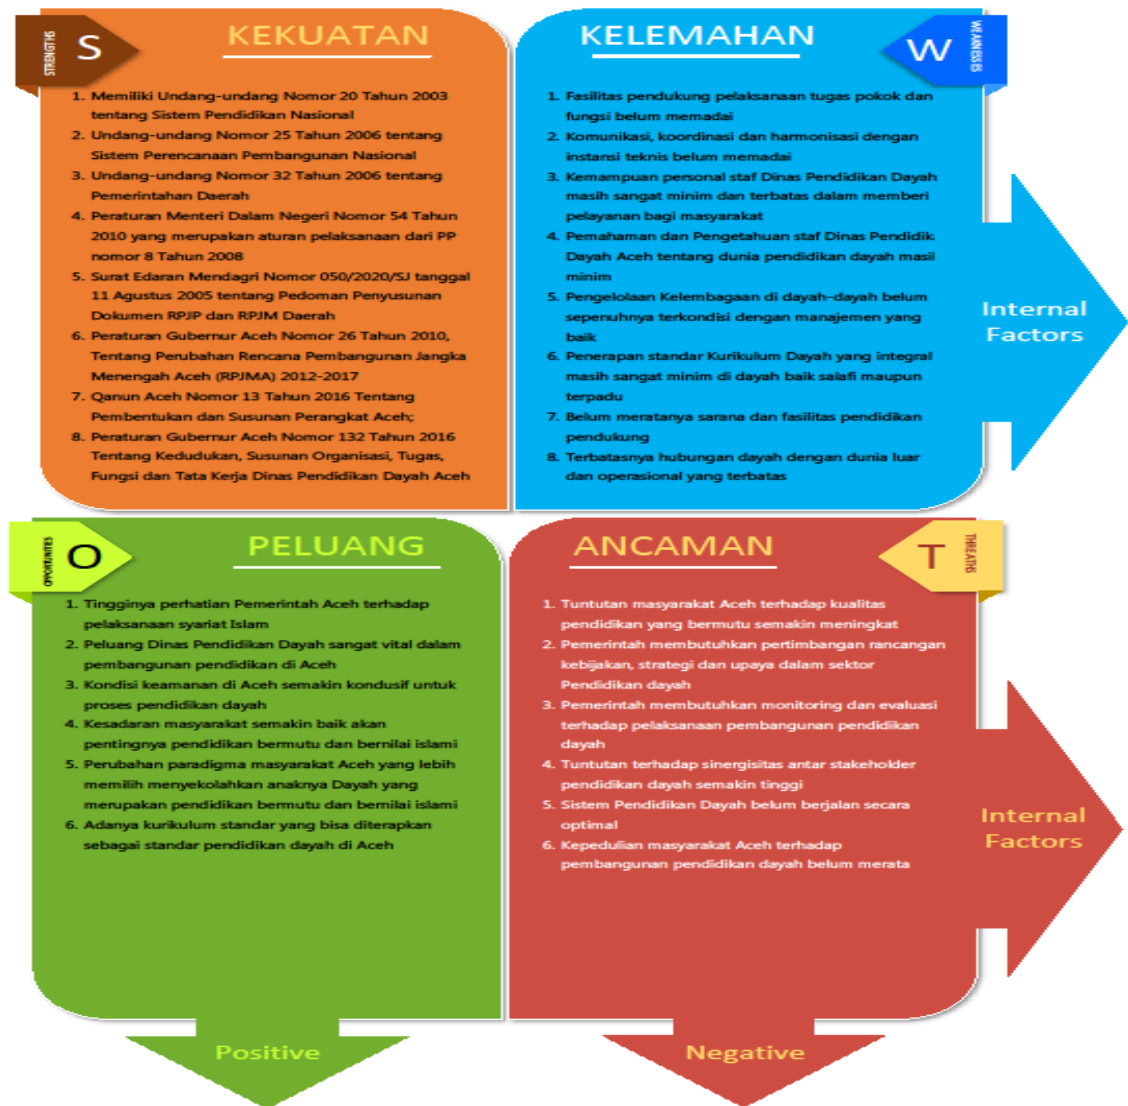 STRENGTHS
S
KEKUATAN
1. Memiliki Undang-undang Nomor 20 Tahun 2003
tentang Sistem Pendidikan Nasional
2. Undang-undang Nomor 25 Tahun 2006 tentang
Sistem Perencanaan Pembangunan Nasional
3. Undang-undang Nomor 32 Tahun 2006 tentang
Pemerintahan Daerah
4. Peraturan Menteri Dalam Negeri Nomor 54 Tahun
2010 yang merupakan aturan pelaksanaan dari PP
nomor 8 Tahun 2008
5. Surat Edaran Mendagri Nomor 050/2020/SJ tanggal
11 Agustus 2005 tentang Pedoman Penyusunan
Dokumen RPJP dan RPJM Daerah
6. Peraturan Gubernur Aceh Nomor 26 Tahun 2010,
Tentang Perubahan Rencana Pembangunan Jangka
Menengah Aceh (RPJMA) 2012-2017
7. Qanun Aceh Nomor 13 Tahun 2016 Tentang
Pembentukan dan Susunan Perangkat Aceh;
8. Peraturan Gubernur Aceh Nomor 132 Tahun 2016
Tentang Kedudukan, Susunan Organisasi, Tugas,
Fungsi dan Tata Kerja Dinas Pendidikan Dayah Aceh
KELEMAHAN
W
WEAKNESSES
1. Fasilitas pendukung pelaksanaan tugas pokok dan
fungsi belum memadai
2. Komunikasi, koordinasi dan harmonisasi dengan
instansi teknis belum memadai
3. Kemampuan personal staf Dinas Pendidikan Dayah
masih sangat minim dan terbatas dalam memberi
pelayanan bagi masyarakat
4. Pemahaman dan Pengetahuan staf Dinas Pendidik
Dayah Aceh tentang dunia pendidikan dayah masil
minim
5. Pengelolaan Kelembagaan di dayah-dayah belum
sepenuhnya terkondisi dengan manajemen yang
baik
6. Penerapan standar Kurikulum Dayah yang integral
masih sangat minim di dayah baik salafi maupun
terpadu
7. Belum meratanya sarana dan fasilitas pendidikan
pendukung
8. Terbatasnya hubungan dayah dengan dunia luar
dan operasional yang terbatas
Internal
Factors
OPPORTUNITIES
O
PELUANG
1. Tingginya perhatian Pemerintah Aceh terhadap
pelaksanaan syariat Islam
2. Peluang Dinas Pendidikan Dayah sangat vital dalam
pembangunan pendidikan di Aceh
3. Kondisi keamanan di Aceh semakin kondusif untuk
proses pendidikan dayah
4. Kesadaran masyarakat semakin baik akan
pentingnya pendidikan bermutu dan bernilai islami
5. Perubahan paradigma masyarakat Aceh yang lebih
memilih menyekolahkan anaknya Dayah yang
merupakan pendidikan bermutu dan bernilai islami
6. Adanya kurikulum standar yang bisa diterapkan
sebagai standar pendidikan dayah di Aceh
ANCAMAN
T
THREATHS
1. Tuntutan masyarakat Aceh terhadap kualitas
pendidikan yang bermutu semakin meningkat
2. Pemerintah membutuhkan pertimbangan rancangan
kebijakan, strategi dan upaya dalam sektor
Pendidikan dayah
3. Pemerintah membutuhkan monitoring dan evaluasi
terhadap pelaksanaan pembangunan pendidikan
dayah
4. Tuntutan terhadap sinergisitas antar stakeholder
pendidikan dayah semakin tinggi
5. Sistem Pendidikan Dayah belum berjalan secara
optimal
6. Kepedulian masyarakat Aceh terhadap
pembangunan pendidikan dayah belum merata
Internal
Factors
Positive
Negative